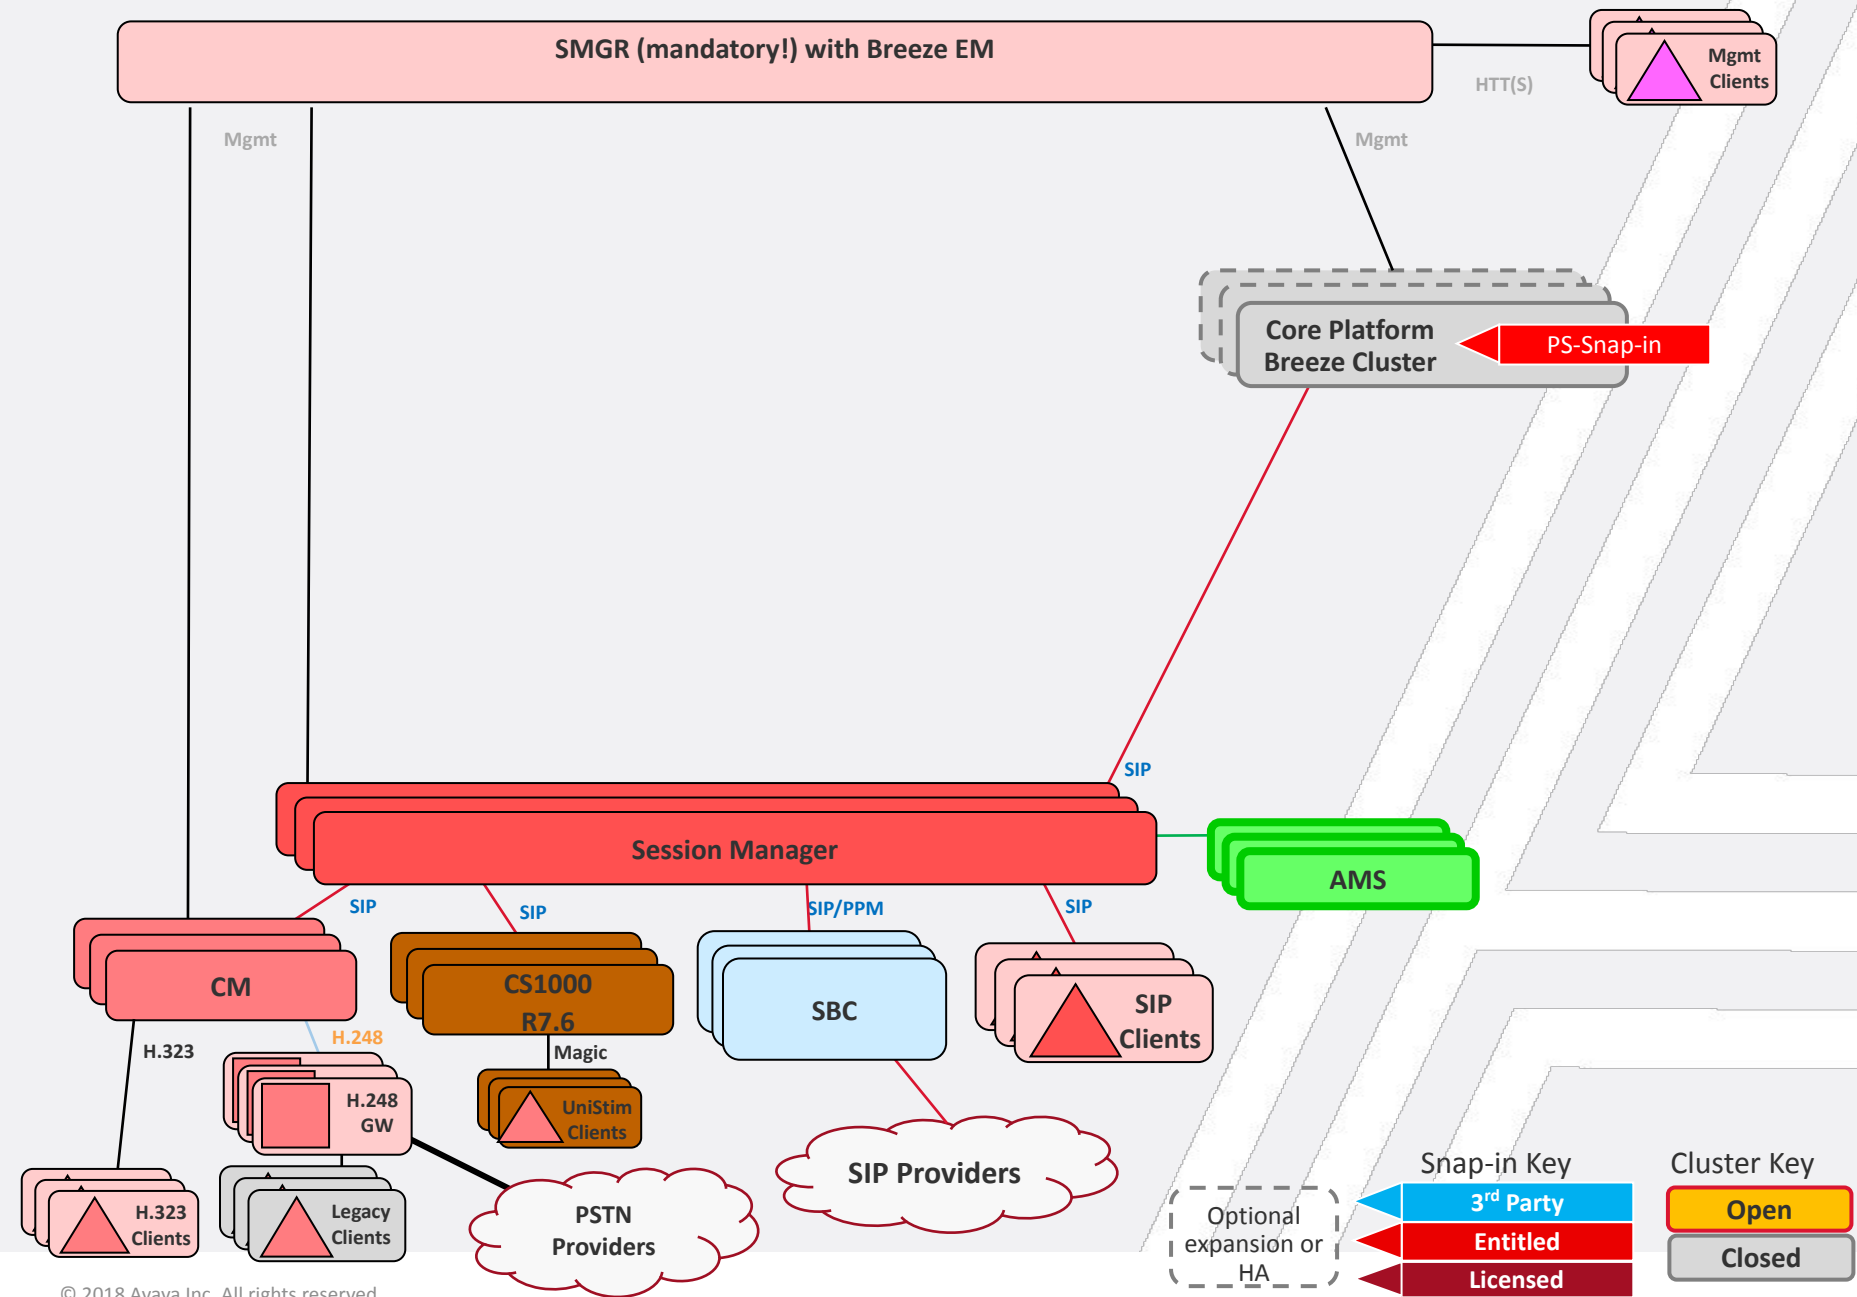 SMGR (mandatory!) with Breeze EM
Mgmt
Clients
HTT(S)
Mgmt
Mgmt
Core Platform
Breeze Cluster
PS-Snap-in
SIP
Session Manager
AMS
SIP
SIP
SIP/PPM
SIP
CM
CS1000
R7.6
SBC
SIP
Clients
H.323
H.248
Magic
H.248
GW
UniStim
Clients
SIP Providers
H.323
Clients
Legacy
Clients
PSTN
Providers
Optional
expansion or
HA
Snap-in Key
3rd Party
Entitled
Licensed
Cluster Key
Open
Closed
© 2018 Avaya Inc. All rights reserved